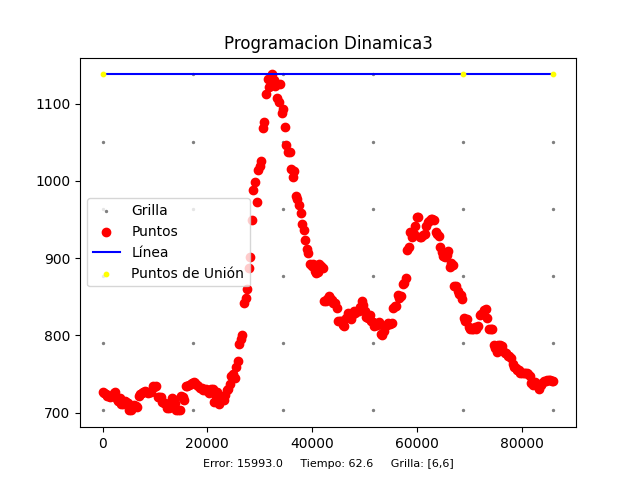 Programacion Dinamica3
1100
1000
900
800
700
Grilla
Puntos
Línea
Puntos de Unión
0
20000
40000
60000
80000
Error: 15993.0 Tiempo: 62.6 Grilla: [6,6]